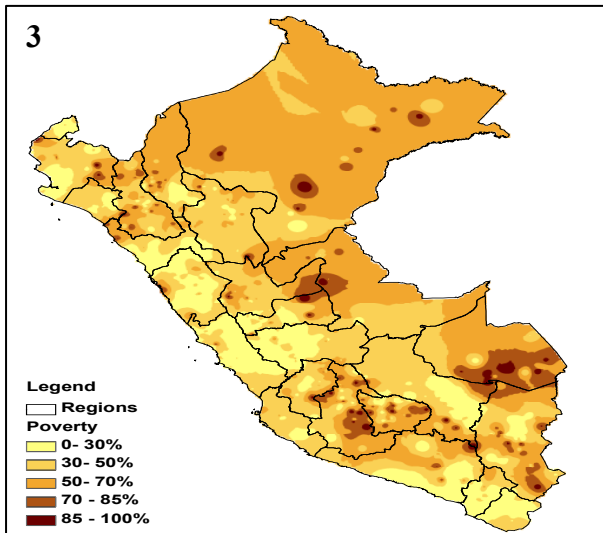 3
Legend
Regions
Poverty
0- 30%
30- 50%
50- 70%
70 - 85%
85 - 100%